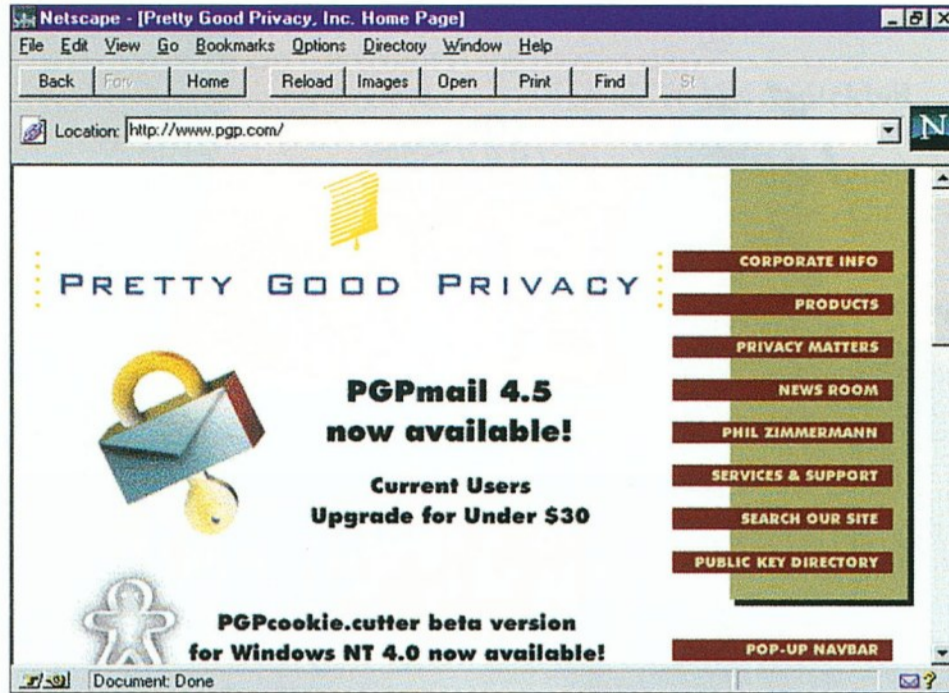 Netscape - [Pretty Good Privacy, Inc. Home Page]
File Edit View Go Bookmarks Options Directory Window Help
Back Forw Home Reload Images Open Print Find St
Location: http://www.pgp.com/
N
PRETTY GOOD PRIVACY
PGPmail 4.5
now available!
Current Users
Upgrade for Under $30
PGPcookie.cutter beta version
for Windows NT 4.0 now available!
CORPORATE INFO
PRODUCTS
PRIVACY MATTERS
NEWS ROOM
PHIL ZIMMERMANN
SERVICES & SUPPORT
SEARCH OUR SITE
PUBLIC KEY DIRECTORY
POP-UP NAVBAR
Document: Done